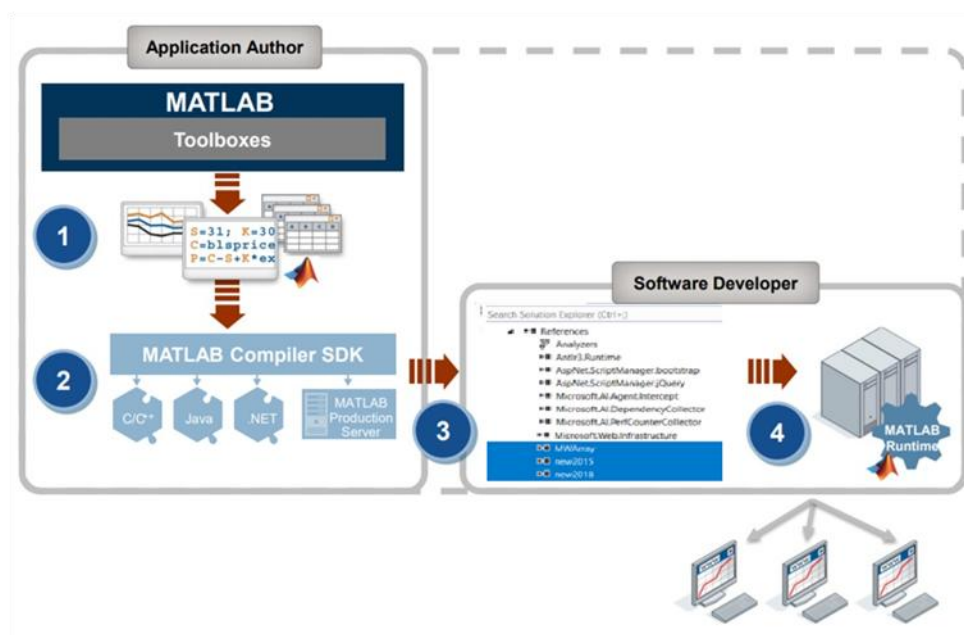 Application Author
MATLAB
Toolboxes
1
S=31; K=30
C=blsprice
P=C-S+K*ex
2
MATLAB Compiler SDK
C/C++
Java
.NET
MATLAB
Production
Server
3
Software Developer
Search Solution Explorer (Ctrl+;)
References
Analyzers
Antlr3.Runtime
AspNet.ScriptManager.bootstrap
AspNet.ScriptManager.jQuery
Microsoft.AI.Agent.Intercept
Microsoft.AI.DependencyCollector
Microsoft.AI.PerfCounterCollector
Microsoft.Web.Infrastructure
MWArray
new2015
new2018
4
MATLAB
Runtime